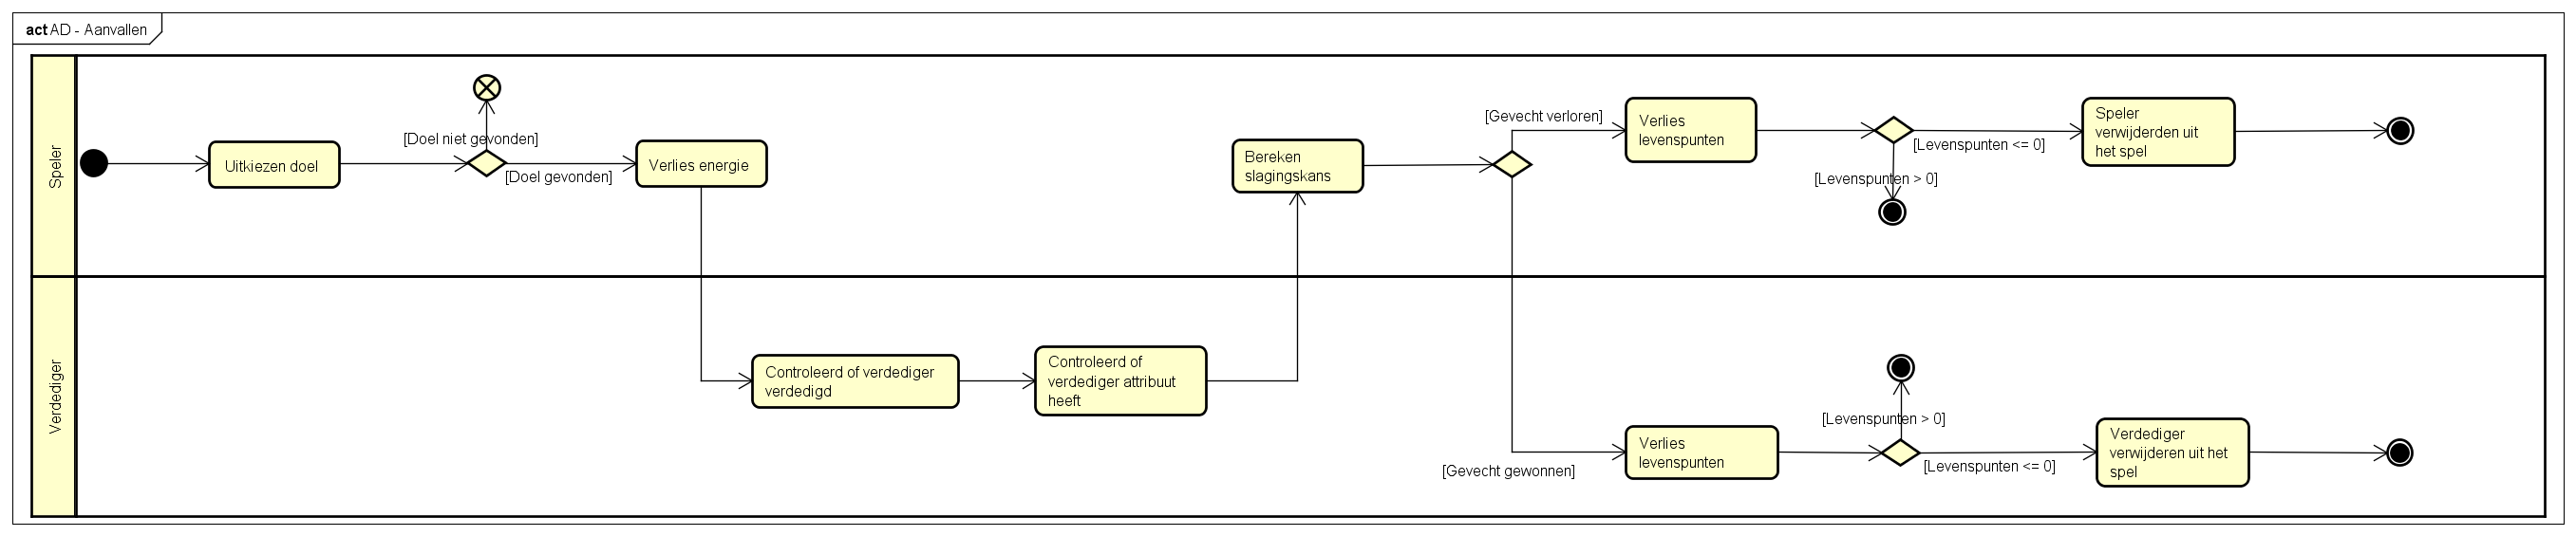 act AD - Aanvallen
Speler
Uitkiezen doel
[Doel niet gevonden]
[Doel gevonden]
Verlies energie
Bereken
slagingskans
[Gevecht verloren]
Verlies
levenspunten
[Levenspunten <= 0]
[Levenspunten > 0]
Speler
verwijderden uit
het spel
Verdediger
Controleerd of verdediger
verdedigd
Controleerd of
verdediger attribuut
heeft
[Gevecht gewonnen]
Verlies
levenspunten
[Levenspunten > 0]
[Levenspunten <= 0]
Verdediger
verwijderen uit het
spel